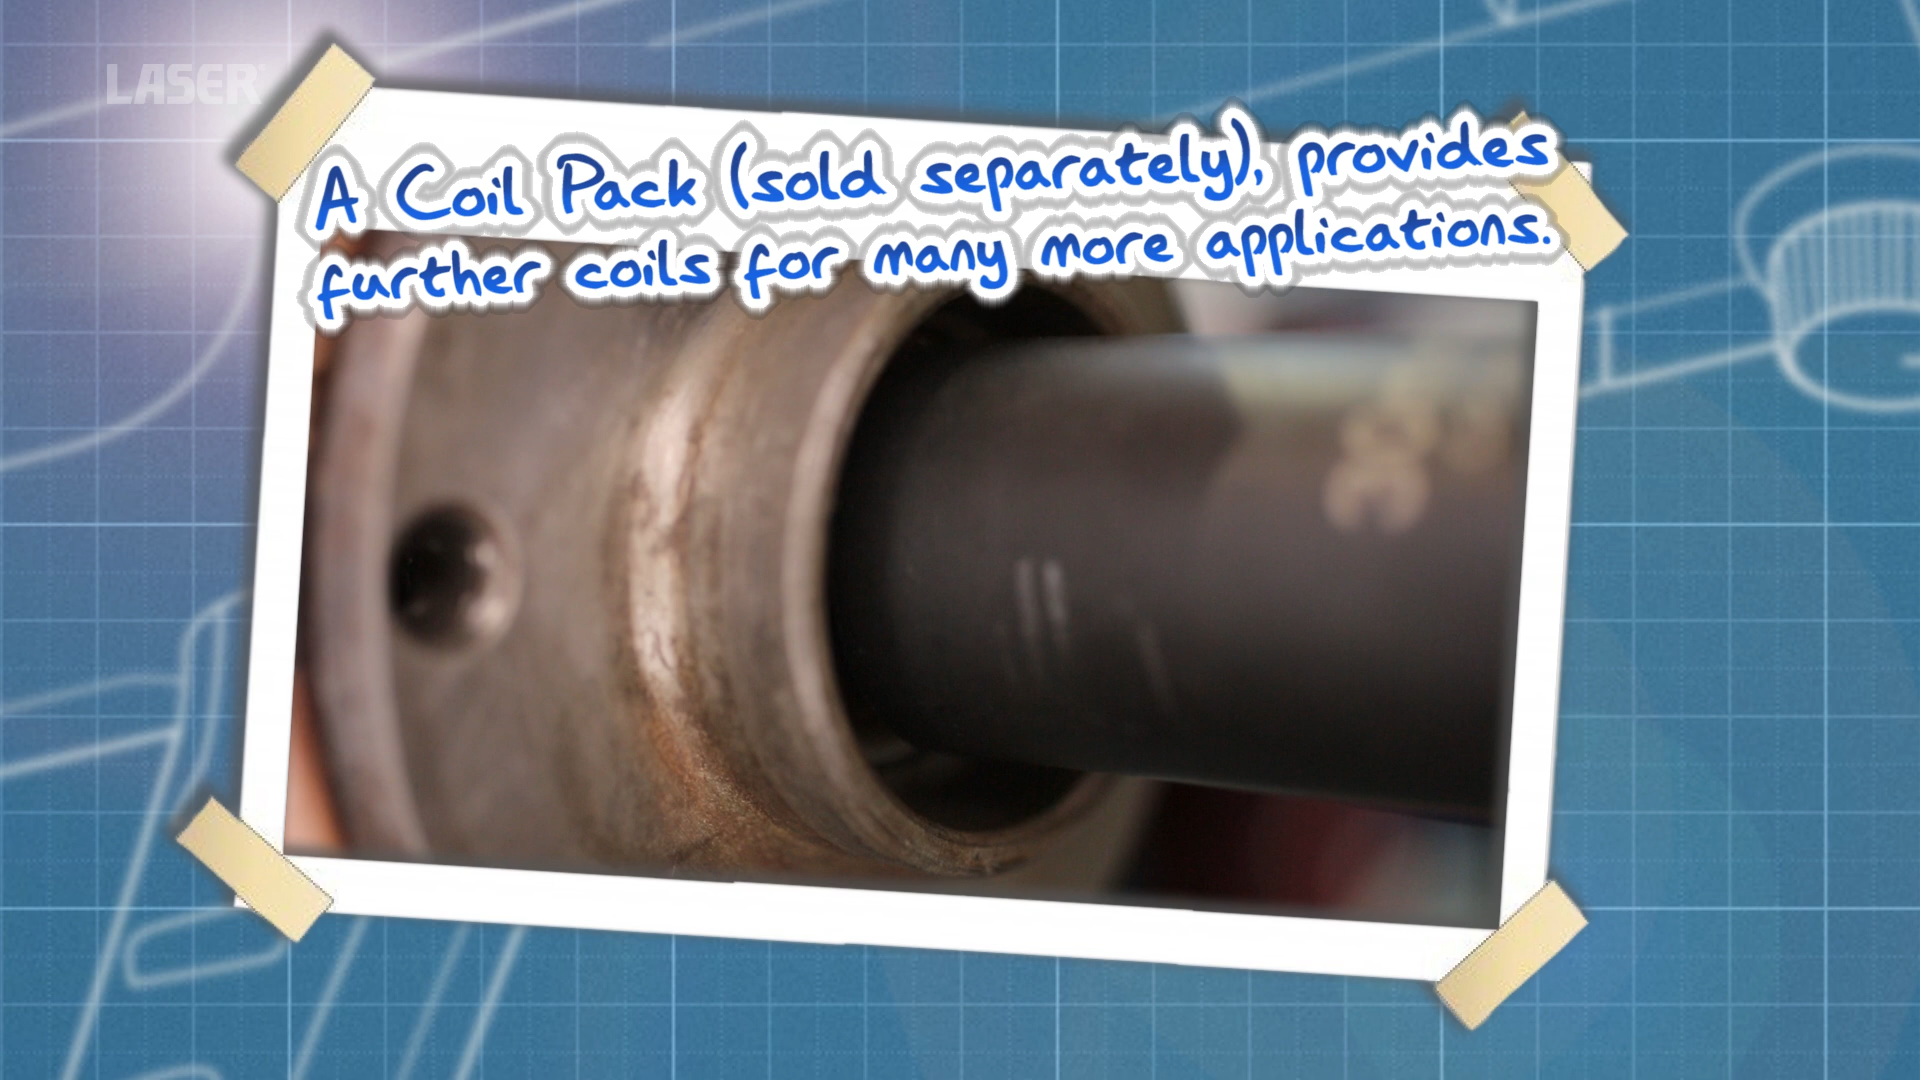 LASER
A Coil Pack (sold separately), provides
further coils for many more applications.